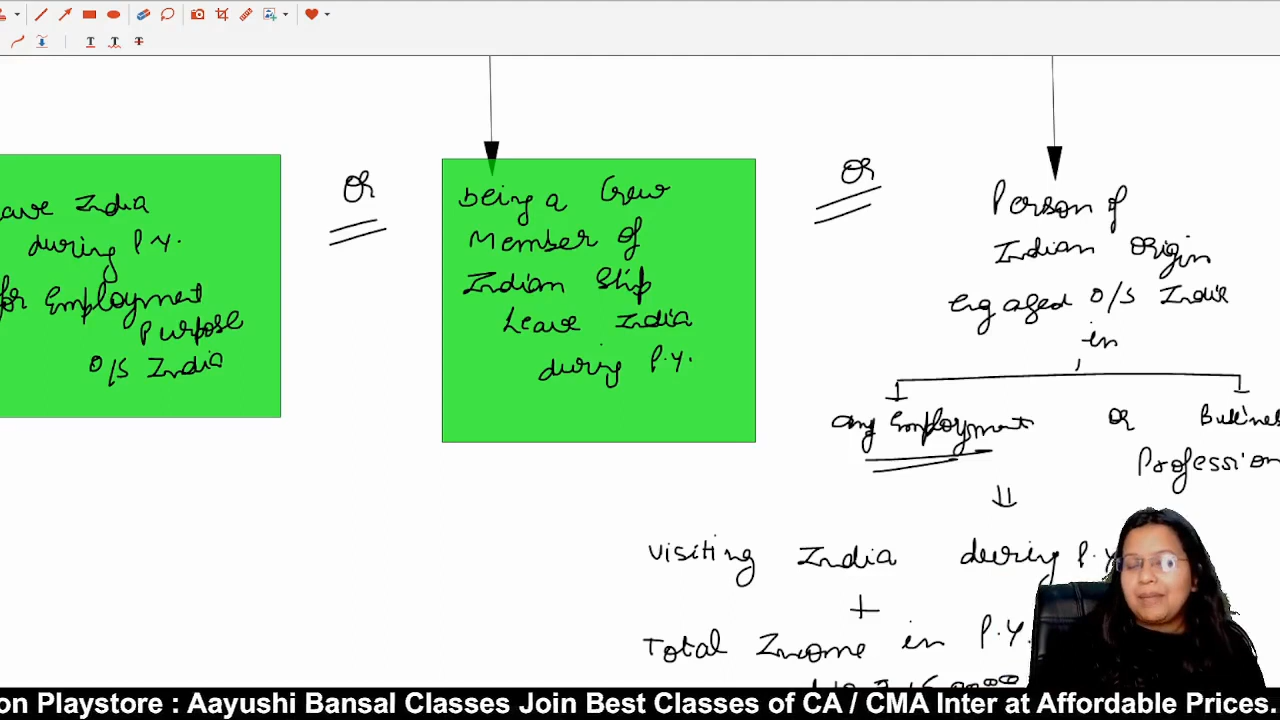 ave India
during P.Y.
for Employment
Purpose
O/S India
OR
being a Crew
Member of
Indian Ship
Leave India
during P.Y.
OR
Person of
Indian Origin
engaged O/S India
in
any Employment OR Busines
Profession
visiting India during P.Y
+
Total Income in P.Y.
on Playstore : Aayushi Bansal Classes Join Best Classes of CA / CMA Inter at Affordable Prices.